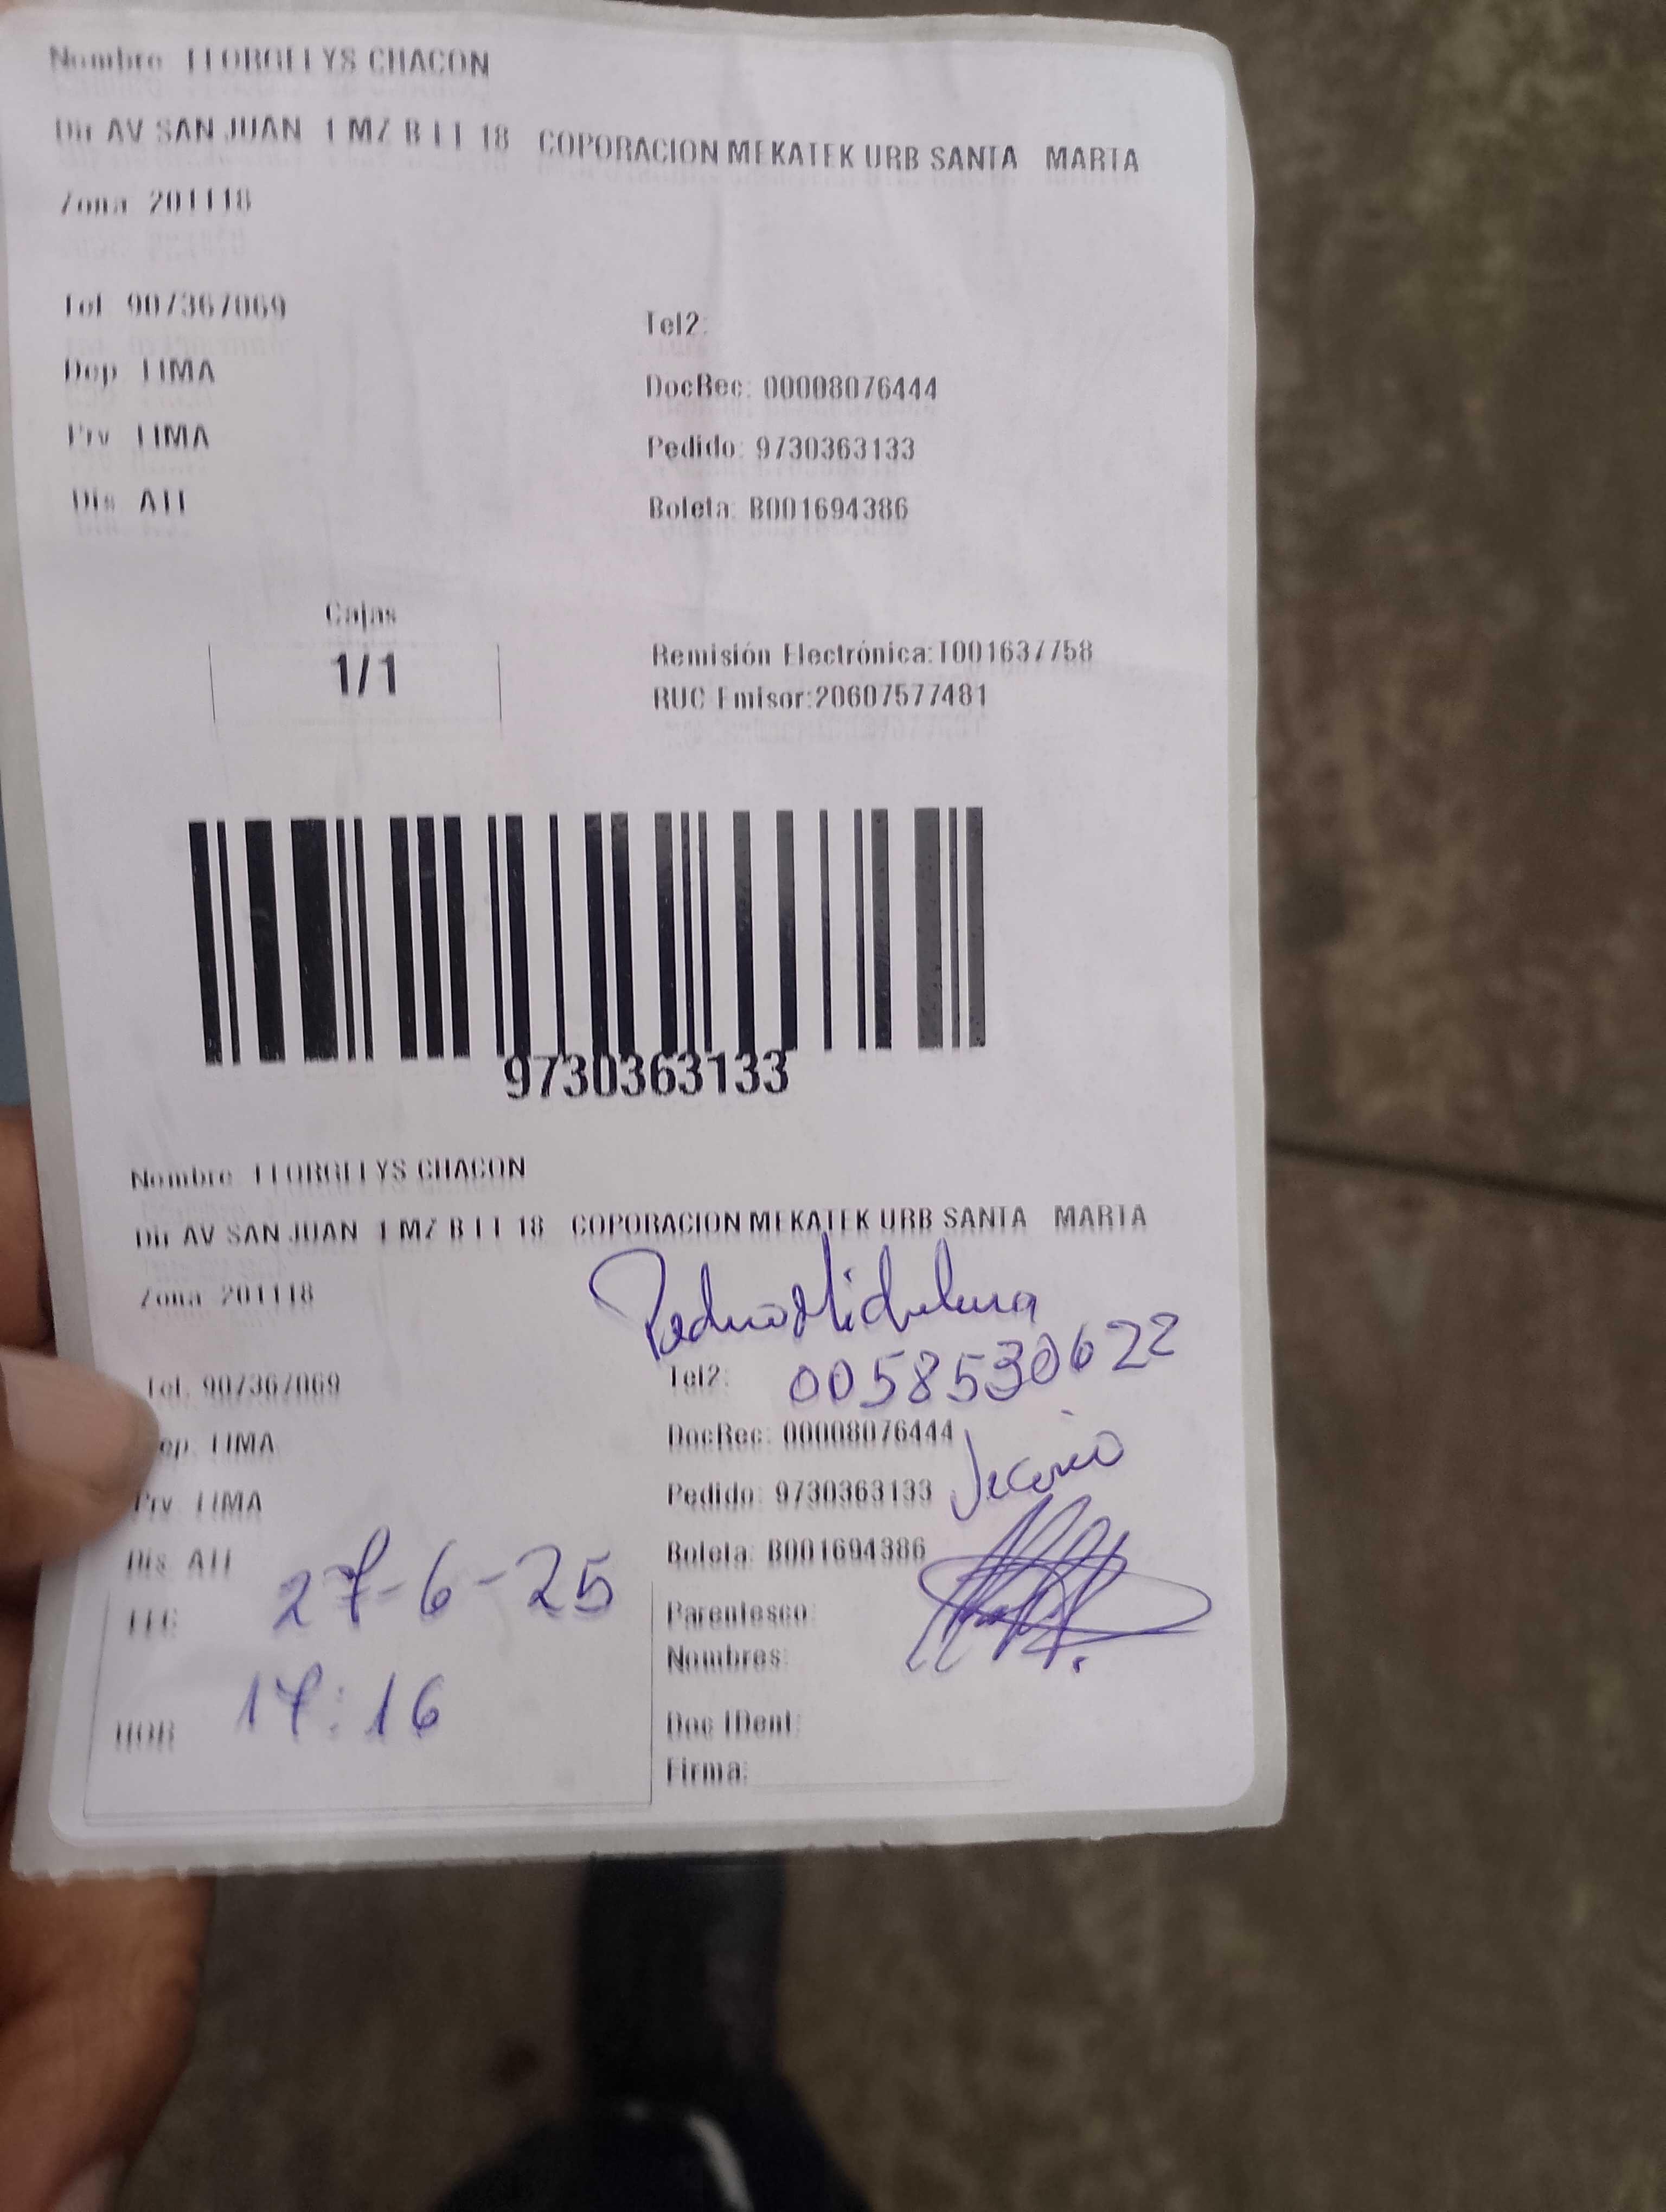 Nombre LLORGELYS CHACON
Dir AV SAN JUAN 1 MZ B LT 18 COPORACION MEKATEK URB SANTA MARTA
Zona 201118
Tel 907367069
Tel2:
Dep LIMA
DocRec: 00008076444
Prv LIMA
Pedido: 9730363133
Dis ATE
Boleta: B001694386
Cajas
1/1
Remisión Electrónica:T001637758
RUC Emisor:20607577481
9730363133
Nombre LLORGELYS CHACON
Dir AV SAN JUAN 1 MZ B LT 18 COPORACION MEKATEK URB SANTA MARTA
Zona 201118
Pedro
Tel2: 0058530622
Tel. 907367069
DocRec: 00008076444
Dep. LIMA
Pedido: 9730363133
Prv LIMA
Boleta: B001694386
Dis ATE
27-6-25
Parentesco:
Nombres:
HOR 17:16
Doc IDent:
Firma: